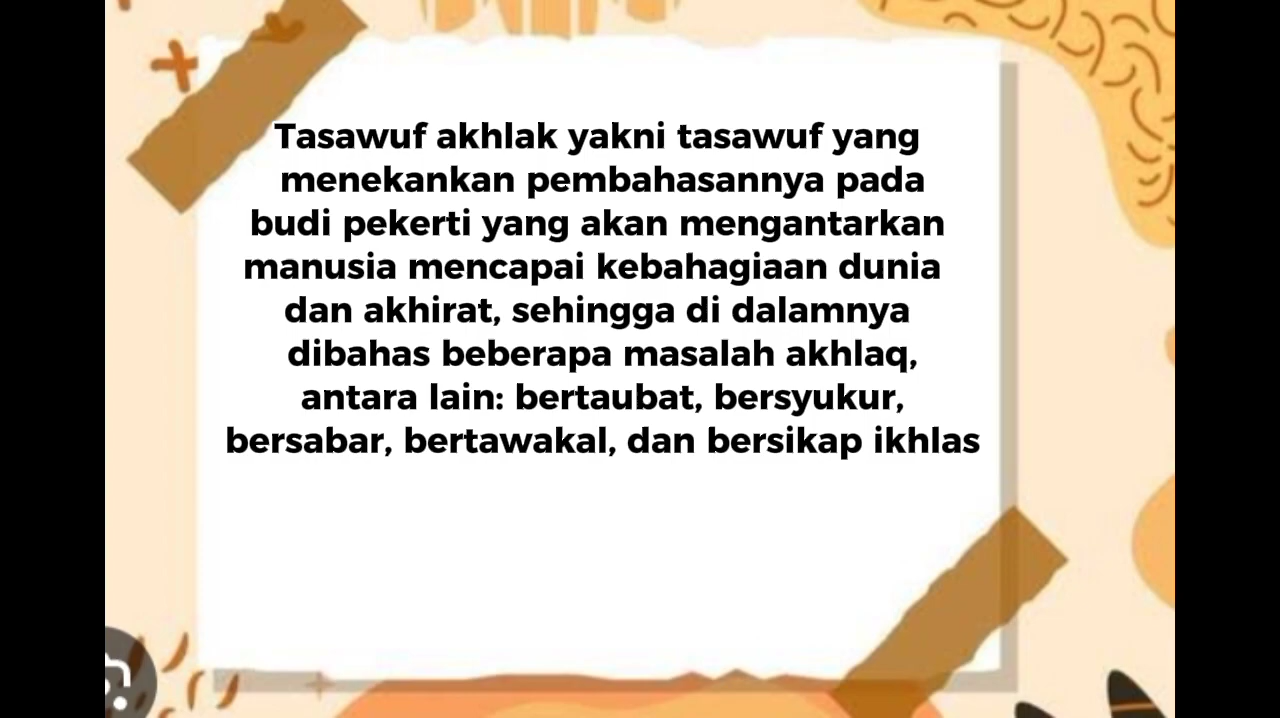 Tasawuf akhlak yakni tasawuf yang
menekankan pembahasannya pada
budi pekerti yang akan mengantarkan
manusia mencapai kebahagiaan dunia
dan akhirat, sehingga di dalamnya
dibahas beberapa masalah akhlaq,
antara lain: bertaubat, bersyukur,
bersabar, bertawakal, dan bersikap ikhlas